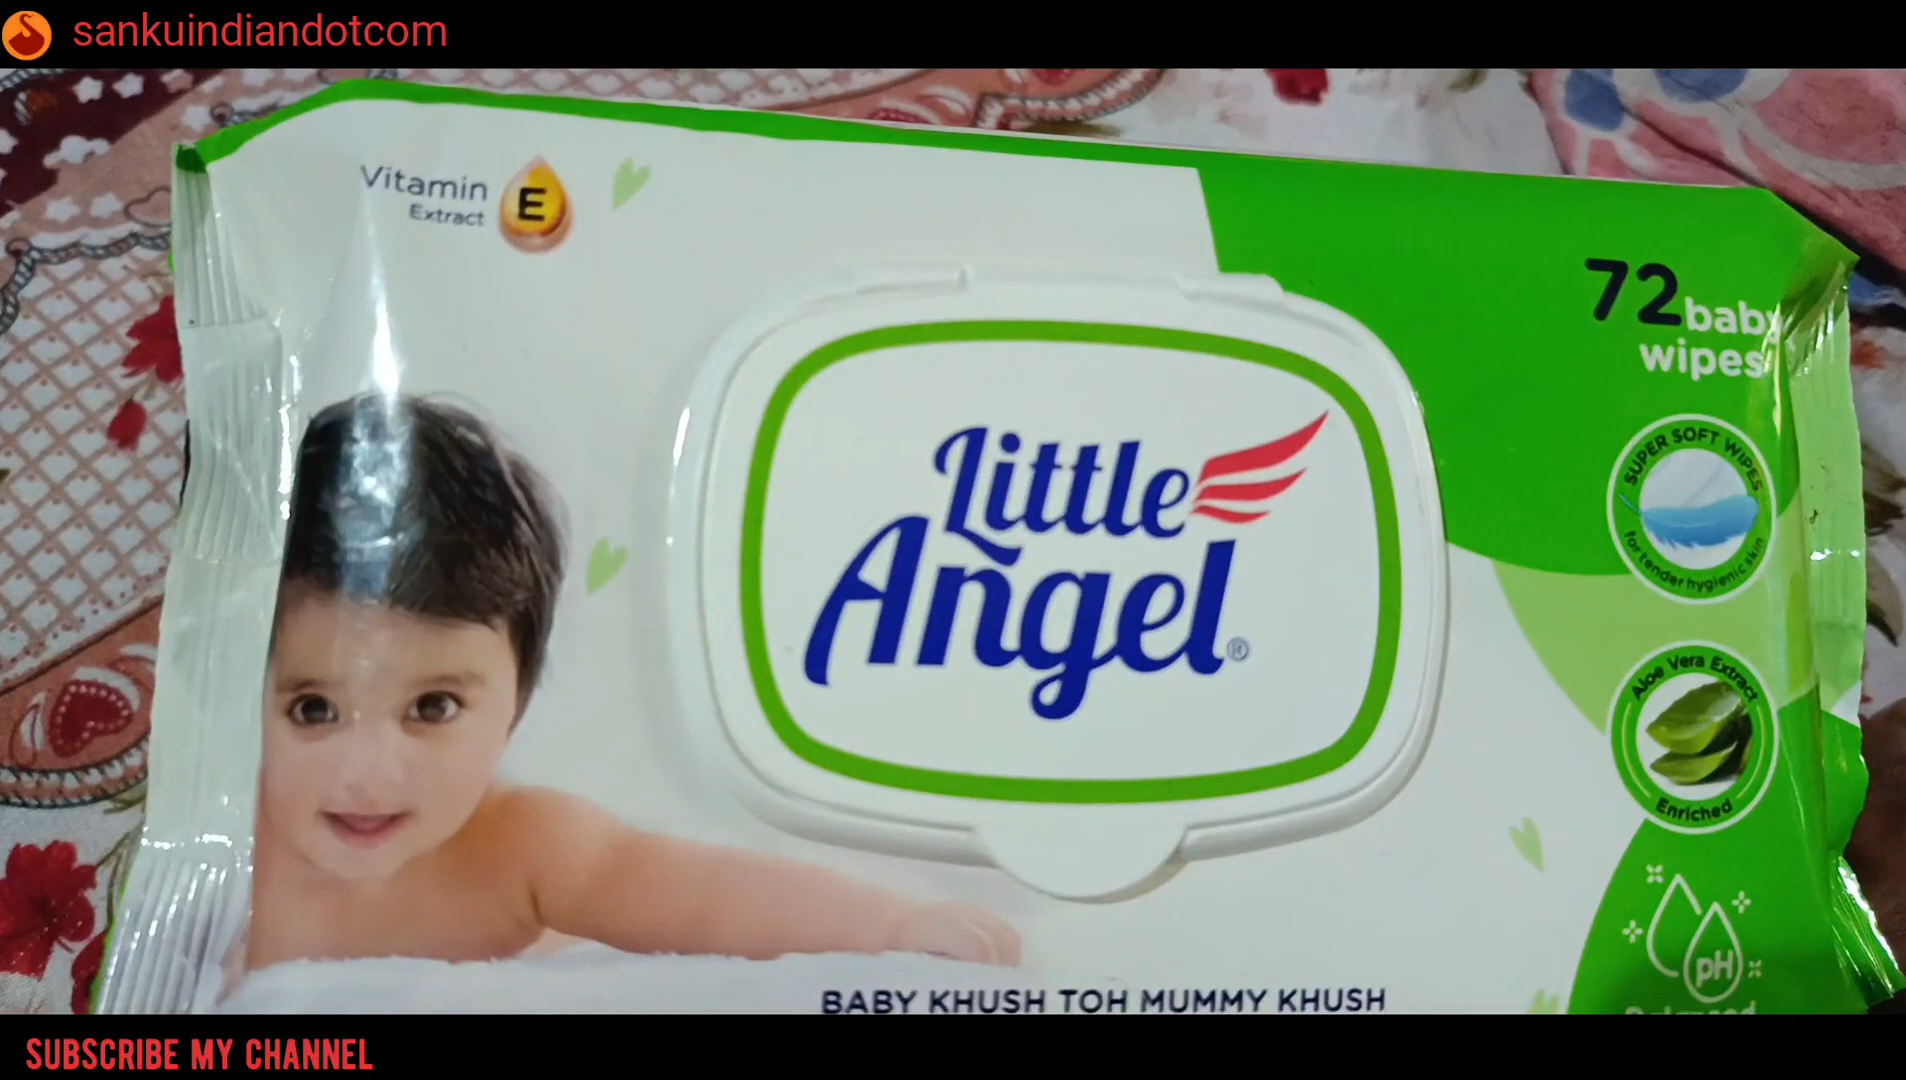 sankuindiandotcom
Vitamin
Extract
E
72 baby
wipes
Little
Angel®
SUPER SOFT WIPES
for tender hygienic skin
Aloe Vera Extract
Enriched
pH
BABY KHUSH TOH MUMMY KHUSH
SUBSCRIBE MY CHANNEL